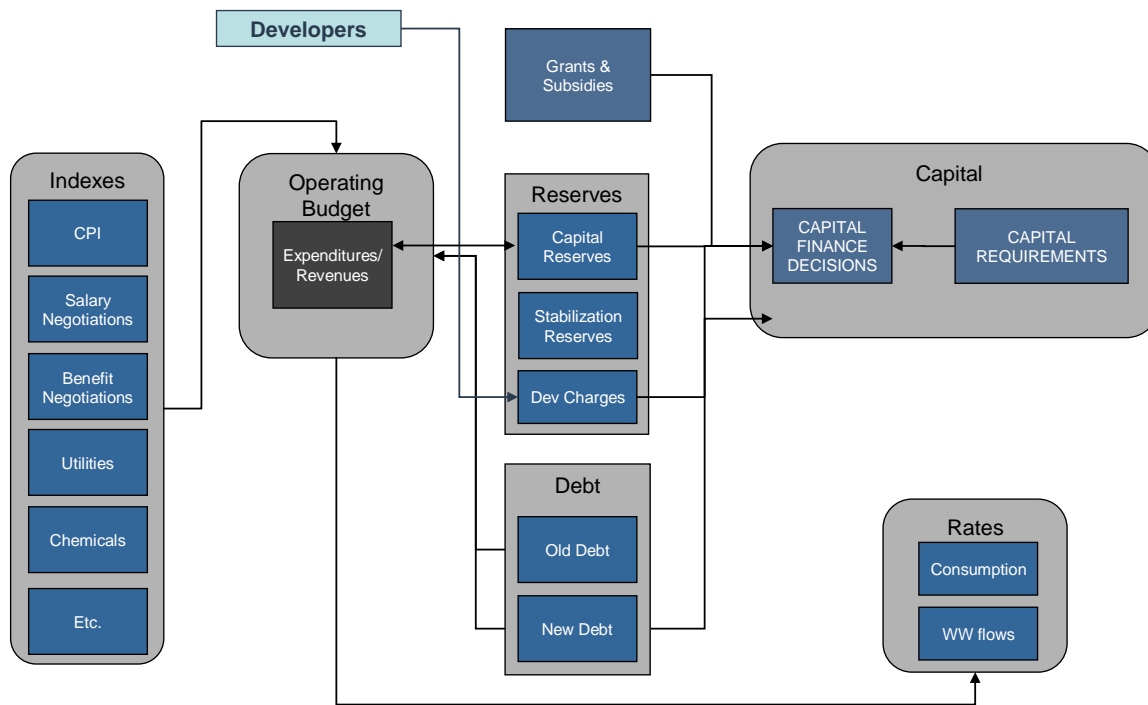 Developers
Grants &
Subsidies
Indexes
CPI
Salary
Negotiations
Benefit
Negotiations
Utilities
Chemicals
Etc.
Operating
Budget
Expenditures/
Revenues
Reserves
Capital
Reserves
Stabilization
Reserves
Dev Charges
Debt
Old Debt
New Debt
Capital
CAPITAL
FINANCE
DECISIONS
CAPITAL
REQUIREMENTS
Rates
Consumption
WW flows